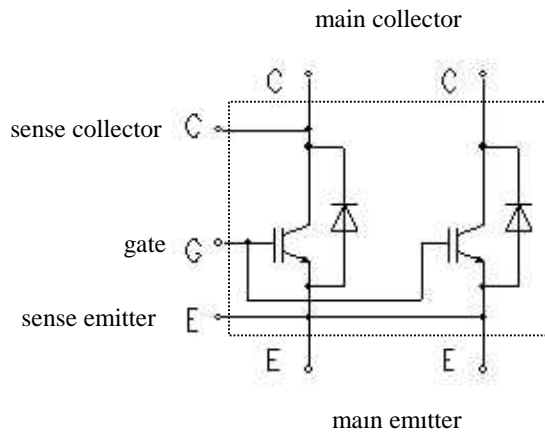 main collector
C C
sense collector C
gate G
sense emitter E
E E
main emitter